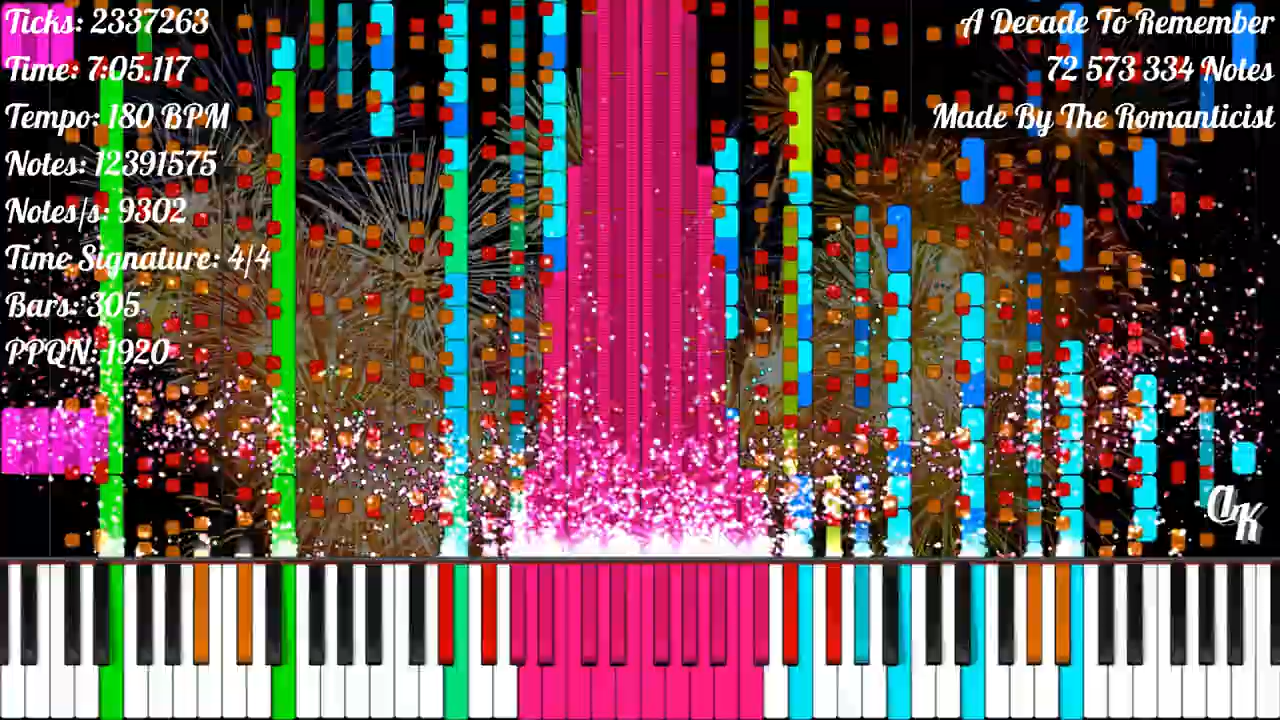 Ticks: 2337263
Time: 7:05.117
Tempo: 180 BPM
Notes: 12391575
Notes/s: 9302
Time Signature: 4/4
Bars: 305
PPQN: 1920
A Decade To Remember
72 573 334 Notes
Made By The Romanticist
aK